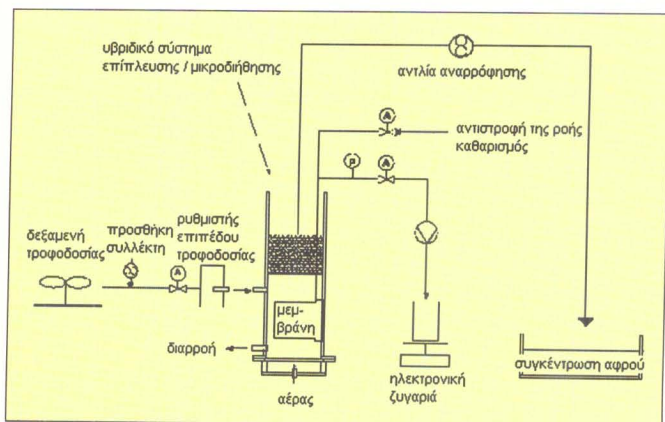 υβριδικό σύστημα
επίπλευσης / μικροδιήθησης
αντλία αναρρόφησης
A
αντιστροφή της ροής
καθαρισμός
P
A
δεξαμενή
τροφοδοσίας
προσθήκη
συλλέκτη
ρυθμιστής
επιπέδου
τροφοδοσίας
A
μεμ-
βράνη
διαρροή
αέρας
ηλεκτρονική
ζυγαριά
συγκέντρωση αφρού